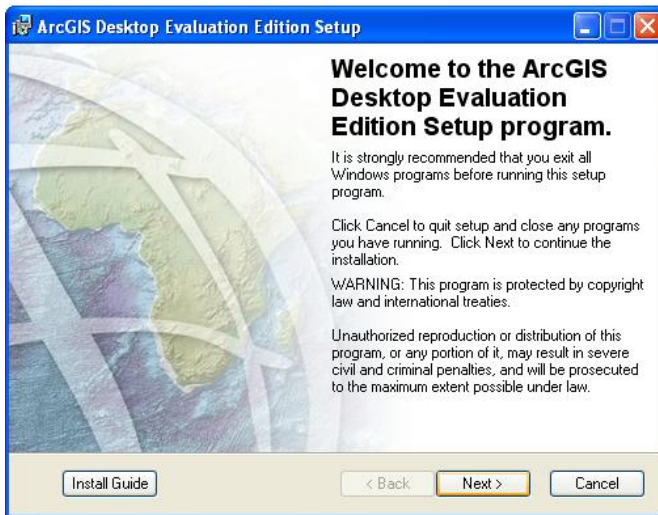 ArcGIS Desktop Evaluation Edition Setup
Welcome to the ArcGIS
Desktop Evaluation
Edition Setup program.
It is strongly recommended that you exit all
Windows programs before running this setup
program.
Click Cancel to quit setup and close any programs
you have running.  Click Next to continue the
installation.
WARNING: This program is protected by copyright
law and international treaties.
Unauthorized reproduction or distribution of this
program, or any portion of it, may result in severe
civil and criminal penalties, and will be prosecuted
to the maximum extent possible under law.
Install Guide
< Back
Next >
Cancel